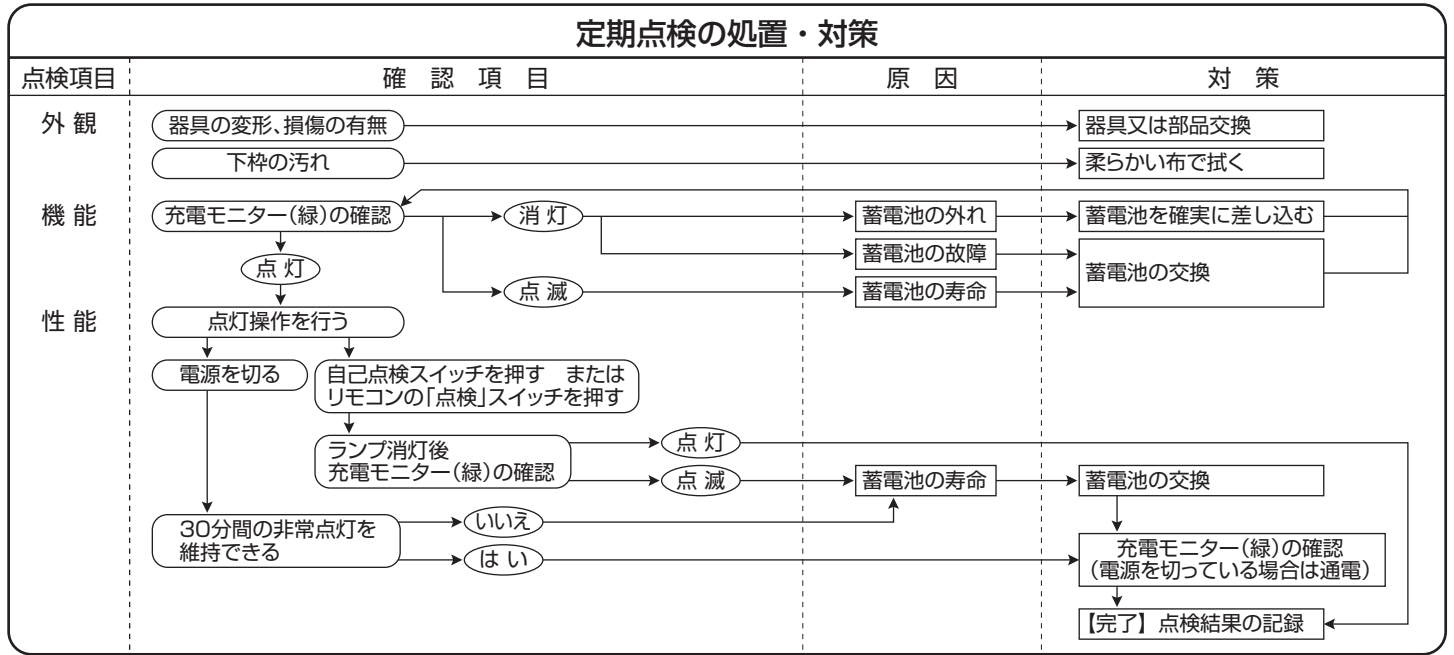 定期点検の処置・対策
点検項目
確認項目
原因
対策
外観
器具の変形、損傷の有無
器具又は部品交換
下枠の汚れ
柔らかい布で拭く
機能
充電モニター(緑)の確認
消灯
蓄電池の外れ
蓄電池を確実に差し込む
蓄電池の故障
蓄電池の交換
点灯
点滅
蓄電池の寿命
性能
点灯操作を行う
電源を切る
自己点検スイッチを押す または
リモコンの「点検」スイッチを押す
ランプ消灯後
充電モニター(緑)の確認
点灯
点滅
蓄電池の寿命
蓄電池の交換
30分間の非常点灯を
維持できる
いいえ
はい
充電モニター(緑)の確認
(電源を切っている場合は通電)
【完了】点検結果の記録